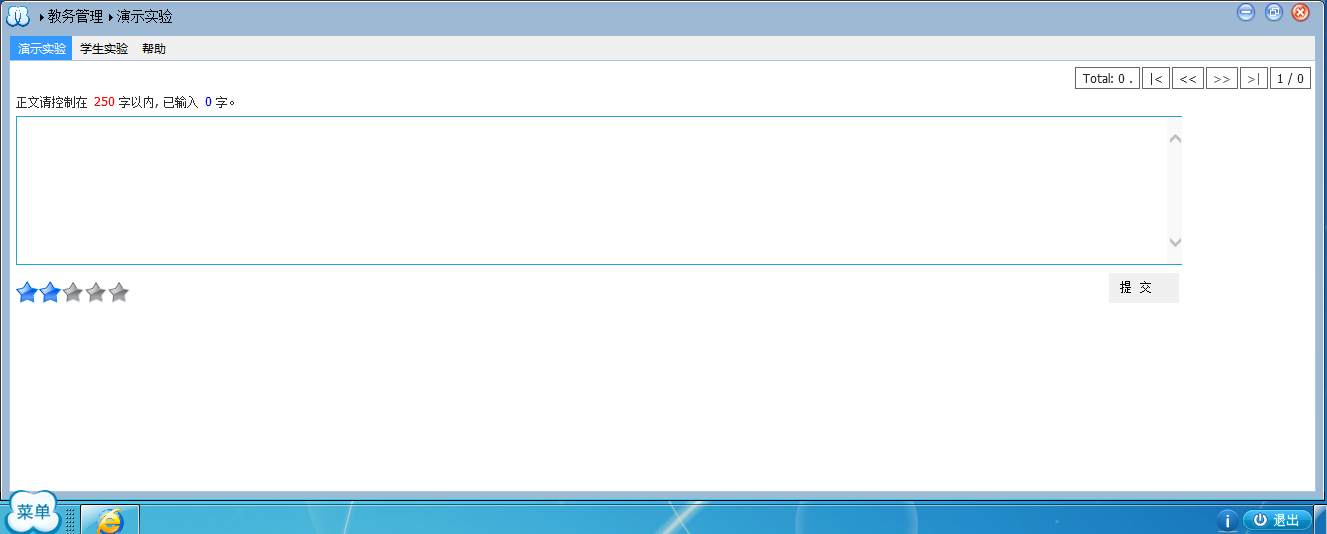 教务管理 演示实验
演示实验 学生实验 帮助
Total: 0 . |< << >> >| 1 / 0
正文请控制在 250 字以内, 已输入 0 字。
提 交
菜单
i 退出